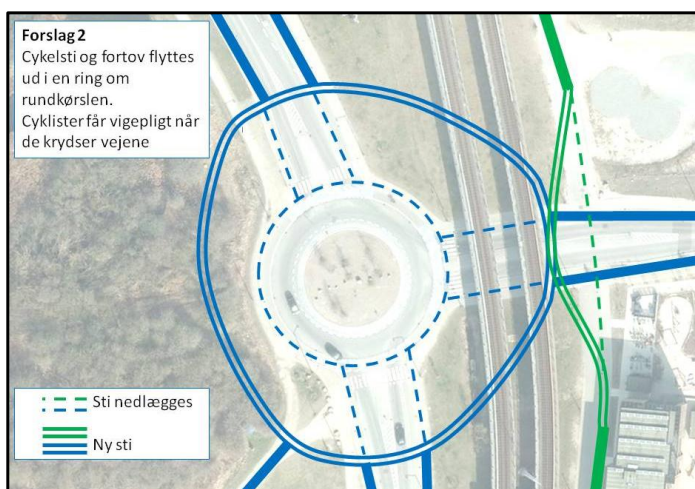 Forslag 2
Cykelsti og fortov flyttes
ud i en ring om
rundkørslen.
Cyklister får vigepligt når
de krydser vejene
Sti nedlægges
Ny sti